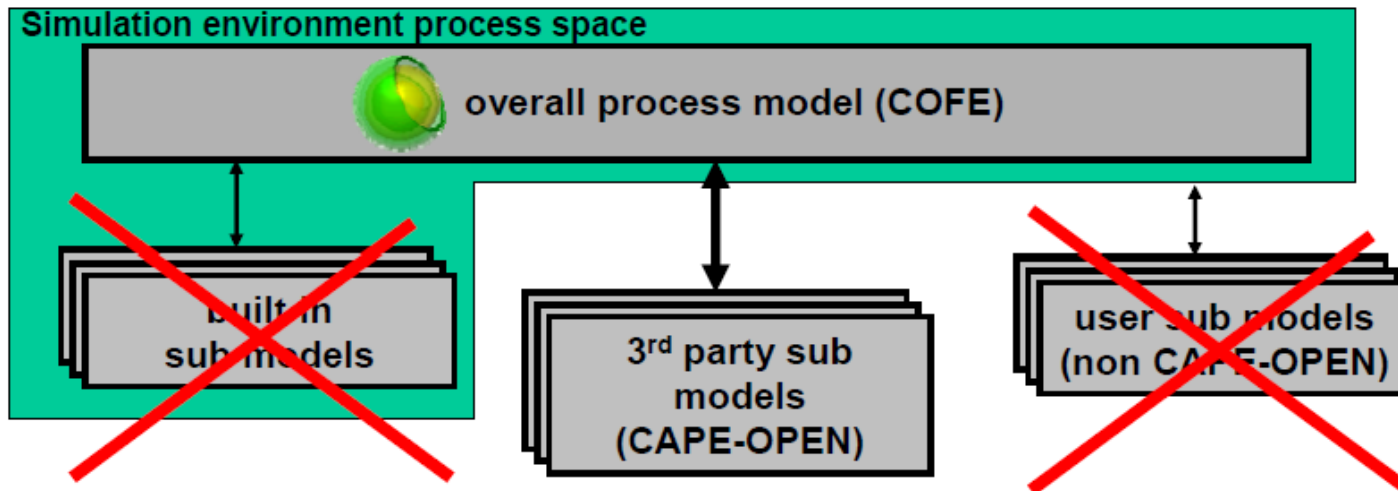 Simulation environment process space
overall process model (COFE)
built-in
sub models
3rd party sub
models
(CAPE-OPEN)
user sub models
(non CAPE-OPEN)